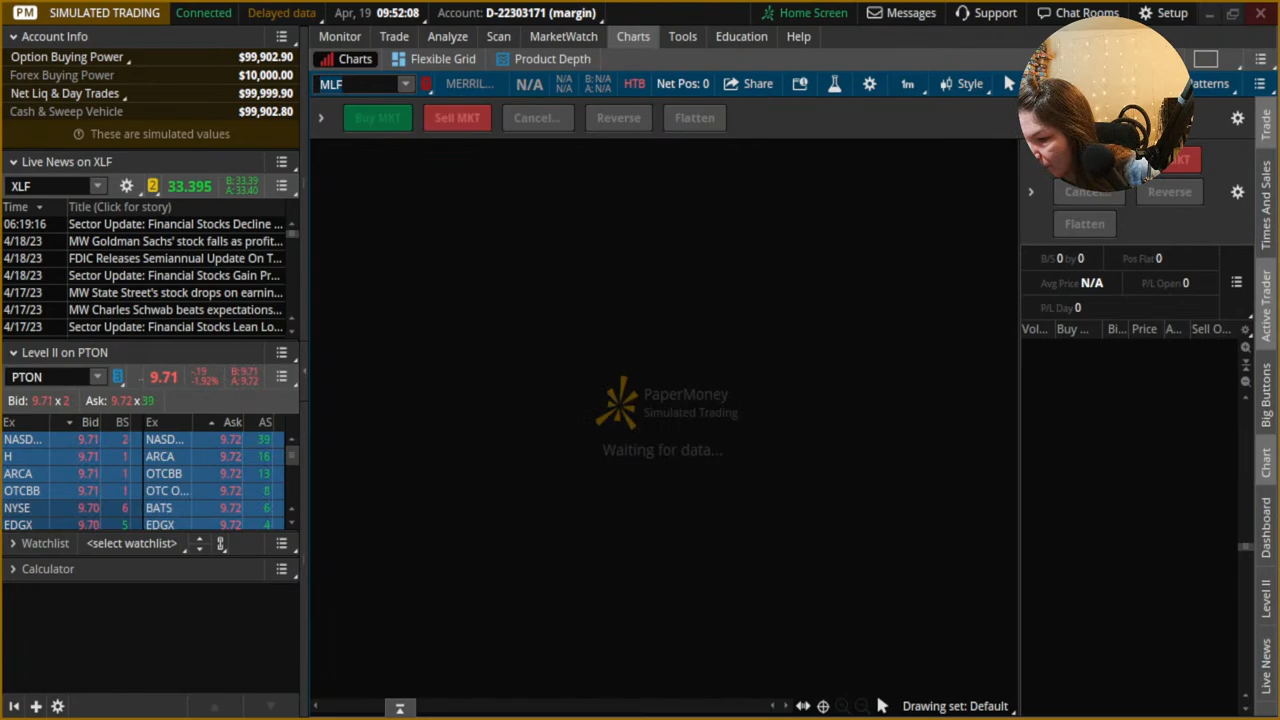 PM SIMULATED TRADING Connected Delayed data Apr, 19 09:52:08 Account: D-22303171 (margin) Home Screen Messages Support Chat Rooms Setup
Account Info
Option Buying Power $99,902.90
Forex Buying Power $10,000.00
Net Liq & Day Trades $99,999.90
Cash & Sweep Vehicle $99,902.80
These are simulated values
Live News on XLF
XLF 2 33.395 B: 33.39
A: 33.40
Time Title (Click for story)
06:19:16 Sector Update: Financial Stocks Decline ...
4/18/23 MW Goldman Sachs' stock falls as profit...
4/18/23 FDIC Releases Semiannual Update On T...
4/18/23 Sector Update: Financial Stocks Gain Pr...
4/17/23 MW State Street's stock drops on earnin...
4/17/23 MW Charles Schwab beats expectations...
4/17/23 Sector Update: Financial Stocks Lean Lo...
Level II on PTON
PTON 3 .. 9.71 -.19
-1.92% B: 9.71
A: 9.72
Bid: 9.71 x 2 Ask: 9.72 x 39
Ex Bid BS Ex Ask AS
NASD... 9.71 2 NASD... 9.72 39
H 9.71 1 ARCA 9.72 16
ARCA 9.71 1 OTCBB 9.72 13
OTCBB 9.71 1 OTC O... 9.72 8
NYSE 9.70 6 BATS 9.72 6
EDGX 9.70 5 EDGX 9.72 4
Watchlist <select watchlist>
Calculator
Monitor Trade Analyze Scan MarketWatch Charts Tools Education Help
Charts Flexible Grid Product Depth
MLF MERRIL... N/A N/A
N/A B: N/A
A: N/A HTB Net Pos: 0 Share 1m Style Patterns
Buy MKT Sell MKT Cancel... Reverse Flatten
PaperMoney
Simulated Trading
Waiting for data...
Drawing set: Default
Cancel... Reverse
Flatten
B/S 0 by 0 Pos Flat 0
Avg Price N/A P/L Open 0
P/L Day 0
Vol... Buy ... Bi... Price A... Sell O...
Trade
Times And Sales
Active Trader
Big Buttons
Chart
Dashboard
Level II
Live News